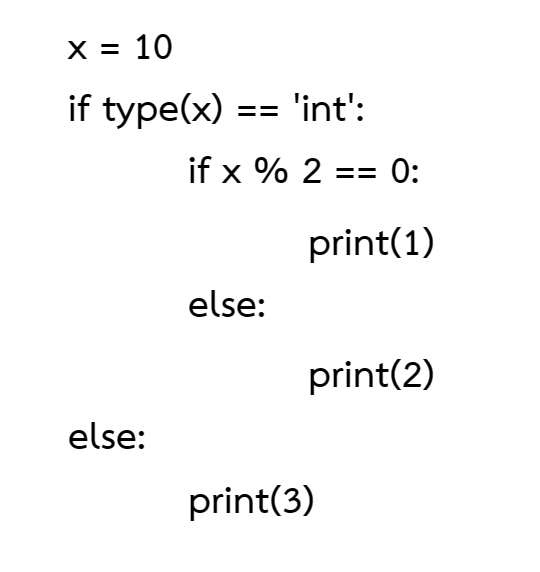 x = 10
if type(x) == 'int':
        if x % 2 == 0:
                print(1)
        else:
                print(2)
else:
        print(3)